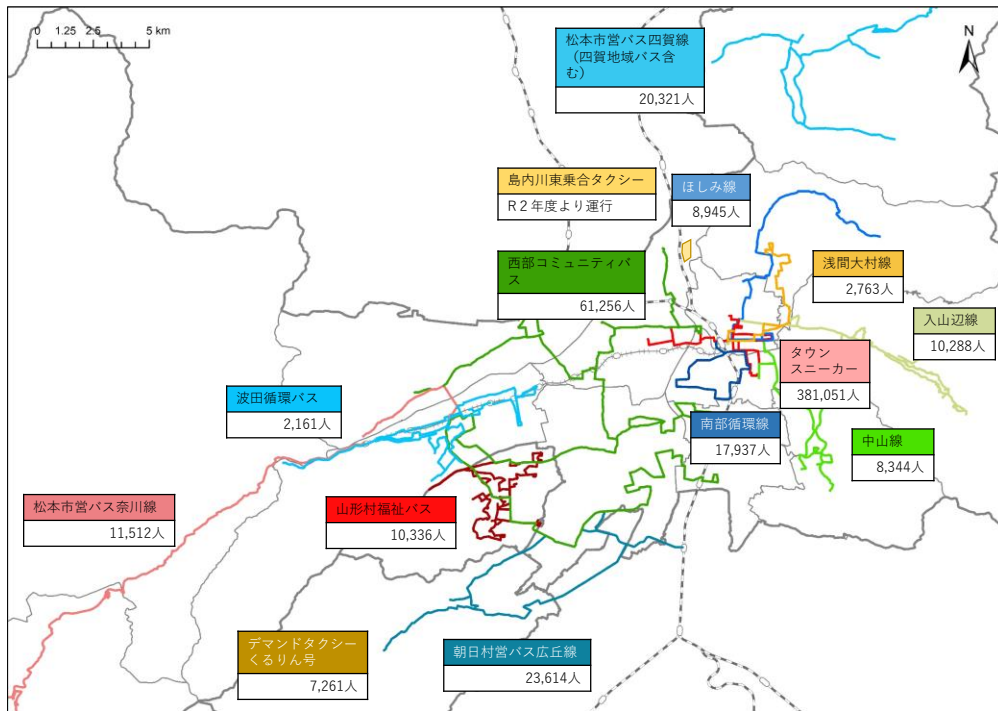 0 1.25 2.5 5 km
N
松本市営バス四賀線
（四賀地域バス含
む）
20,321人
島内川東乗合タクシー
R２年度より運行
ほしみ線
8,945人
西部コミュニティバ
ス
61,256人
浅間大村線
2,763人
入山辺線
10,288人
タウン
スニーカー
381,051人
波田循環バス
2,161人
南部循環線
17,937人
中山線
8,344人
松本市営バス奈川線
11,512人
山形村福祉バス
10,336人
デマンドタクシー
くるりん号
7,261人
朝日村営バス広丘線
23,614人